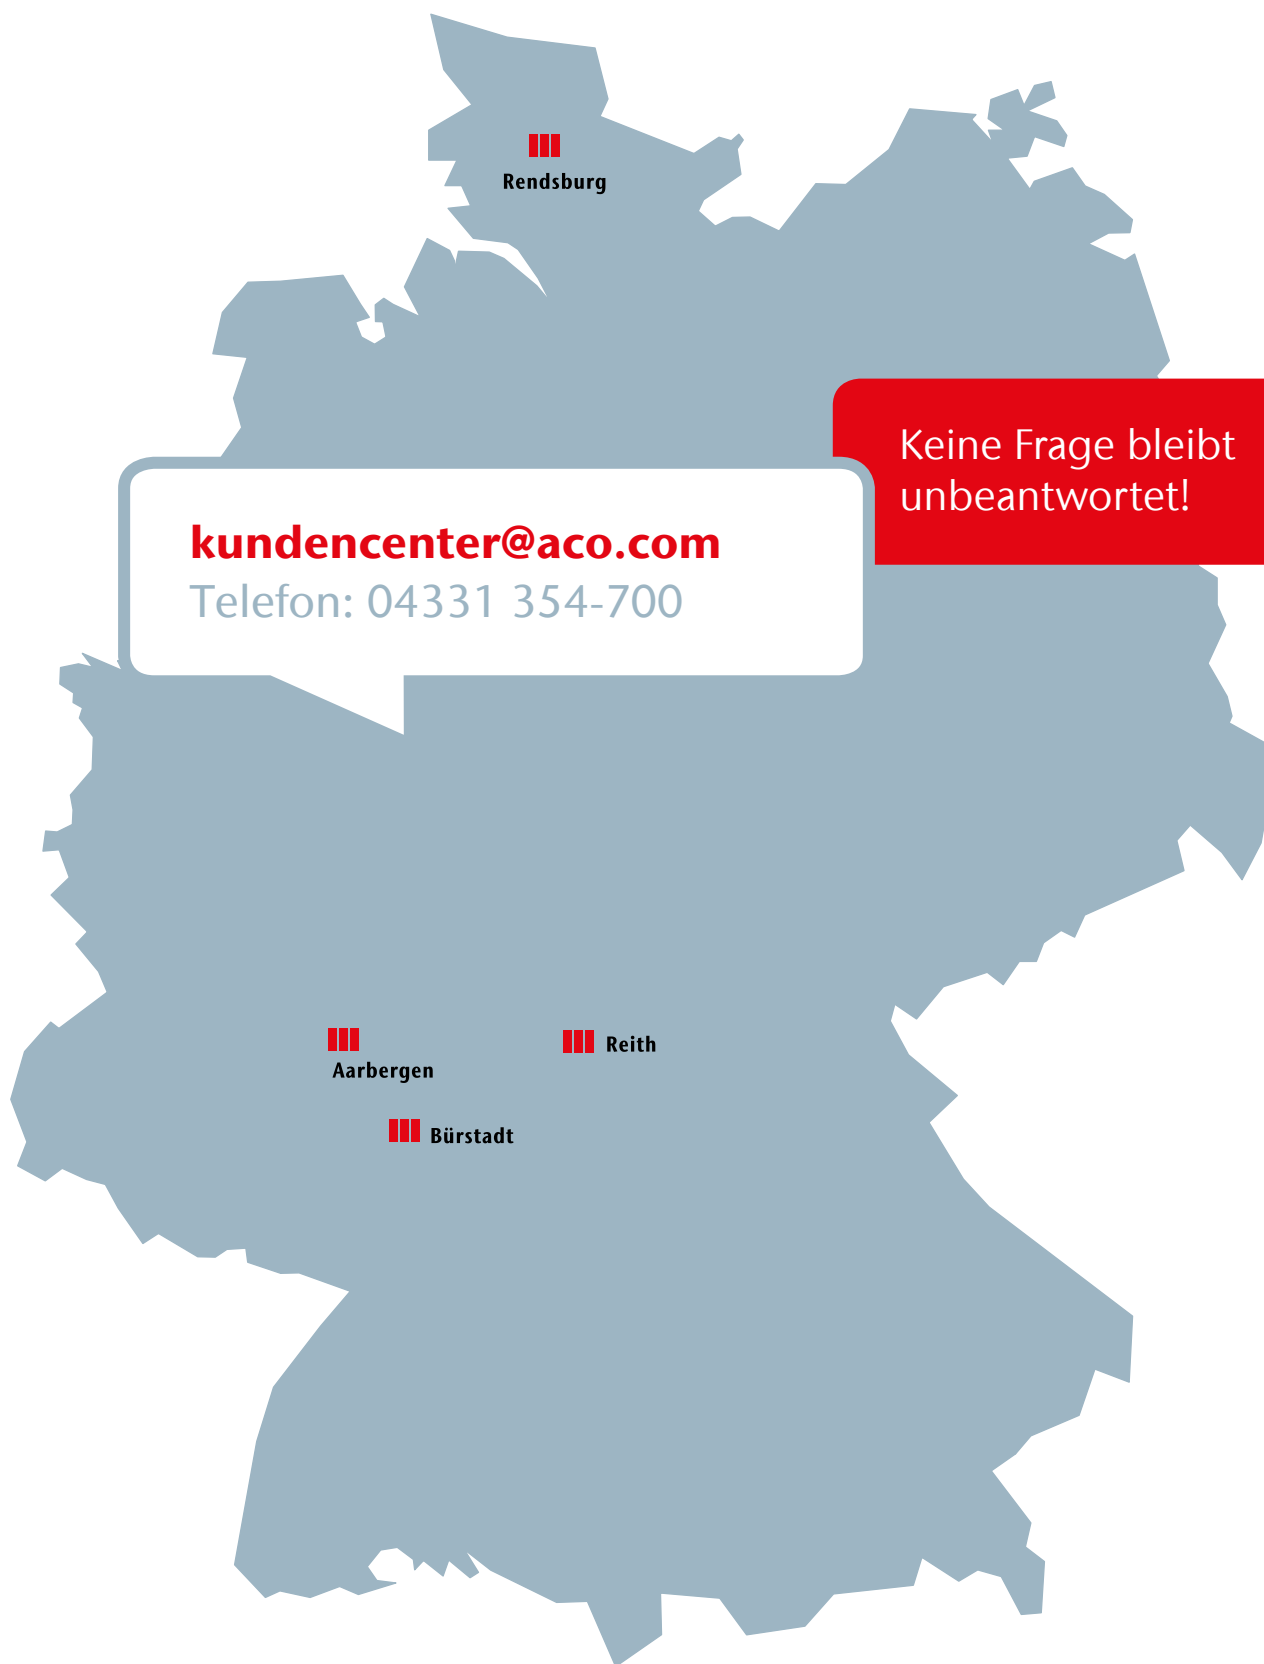 Rendsburg
Keine Frage bleibt
unbeantwortet!
kundencenter@aco.com
Telefon: 04331 354-700
Aarbergen
Reith
Bürstadt